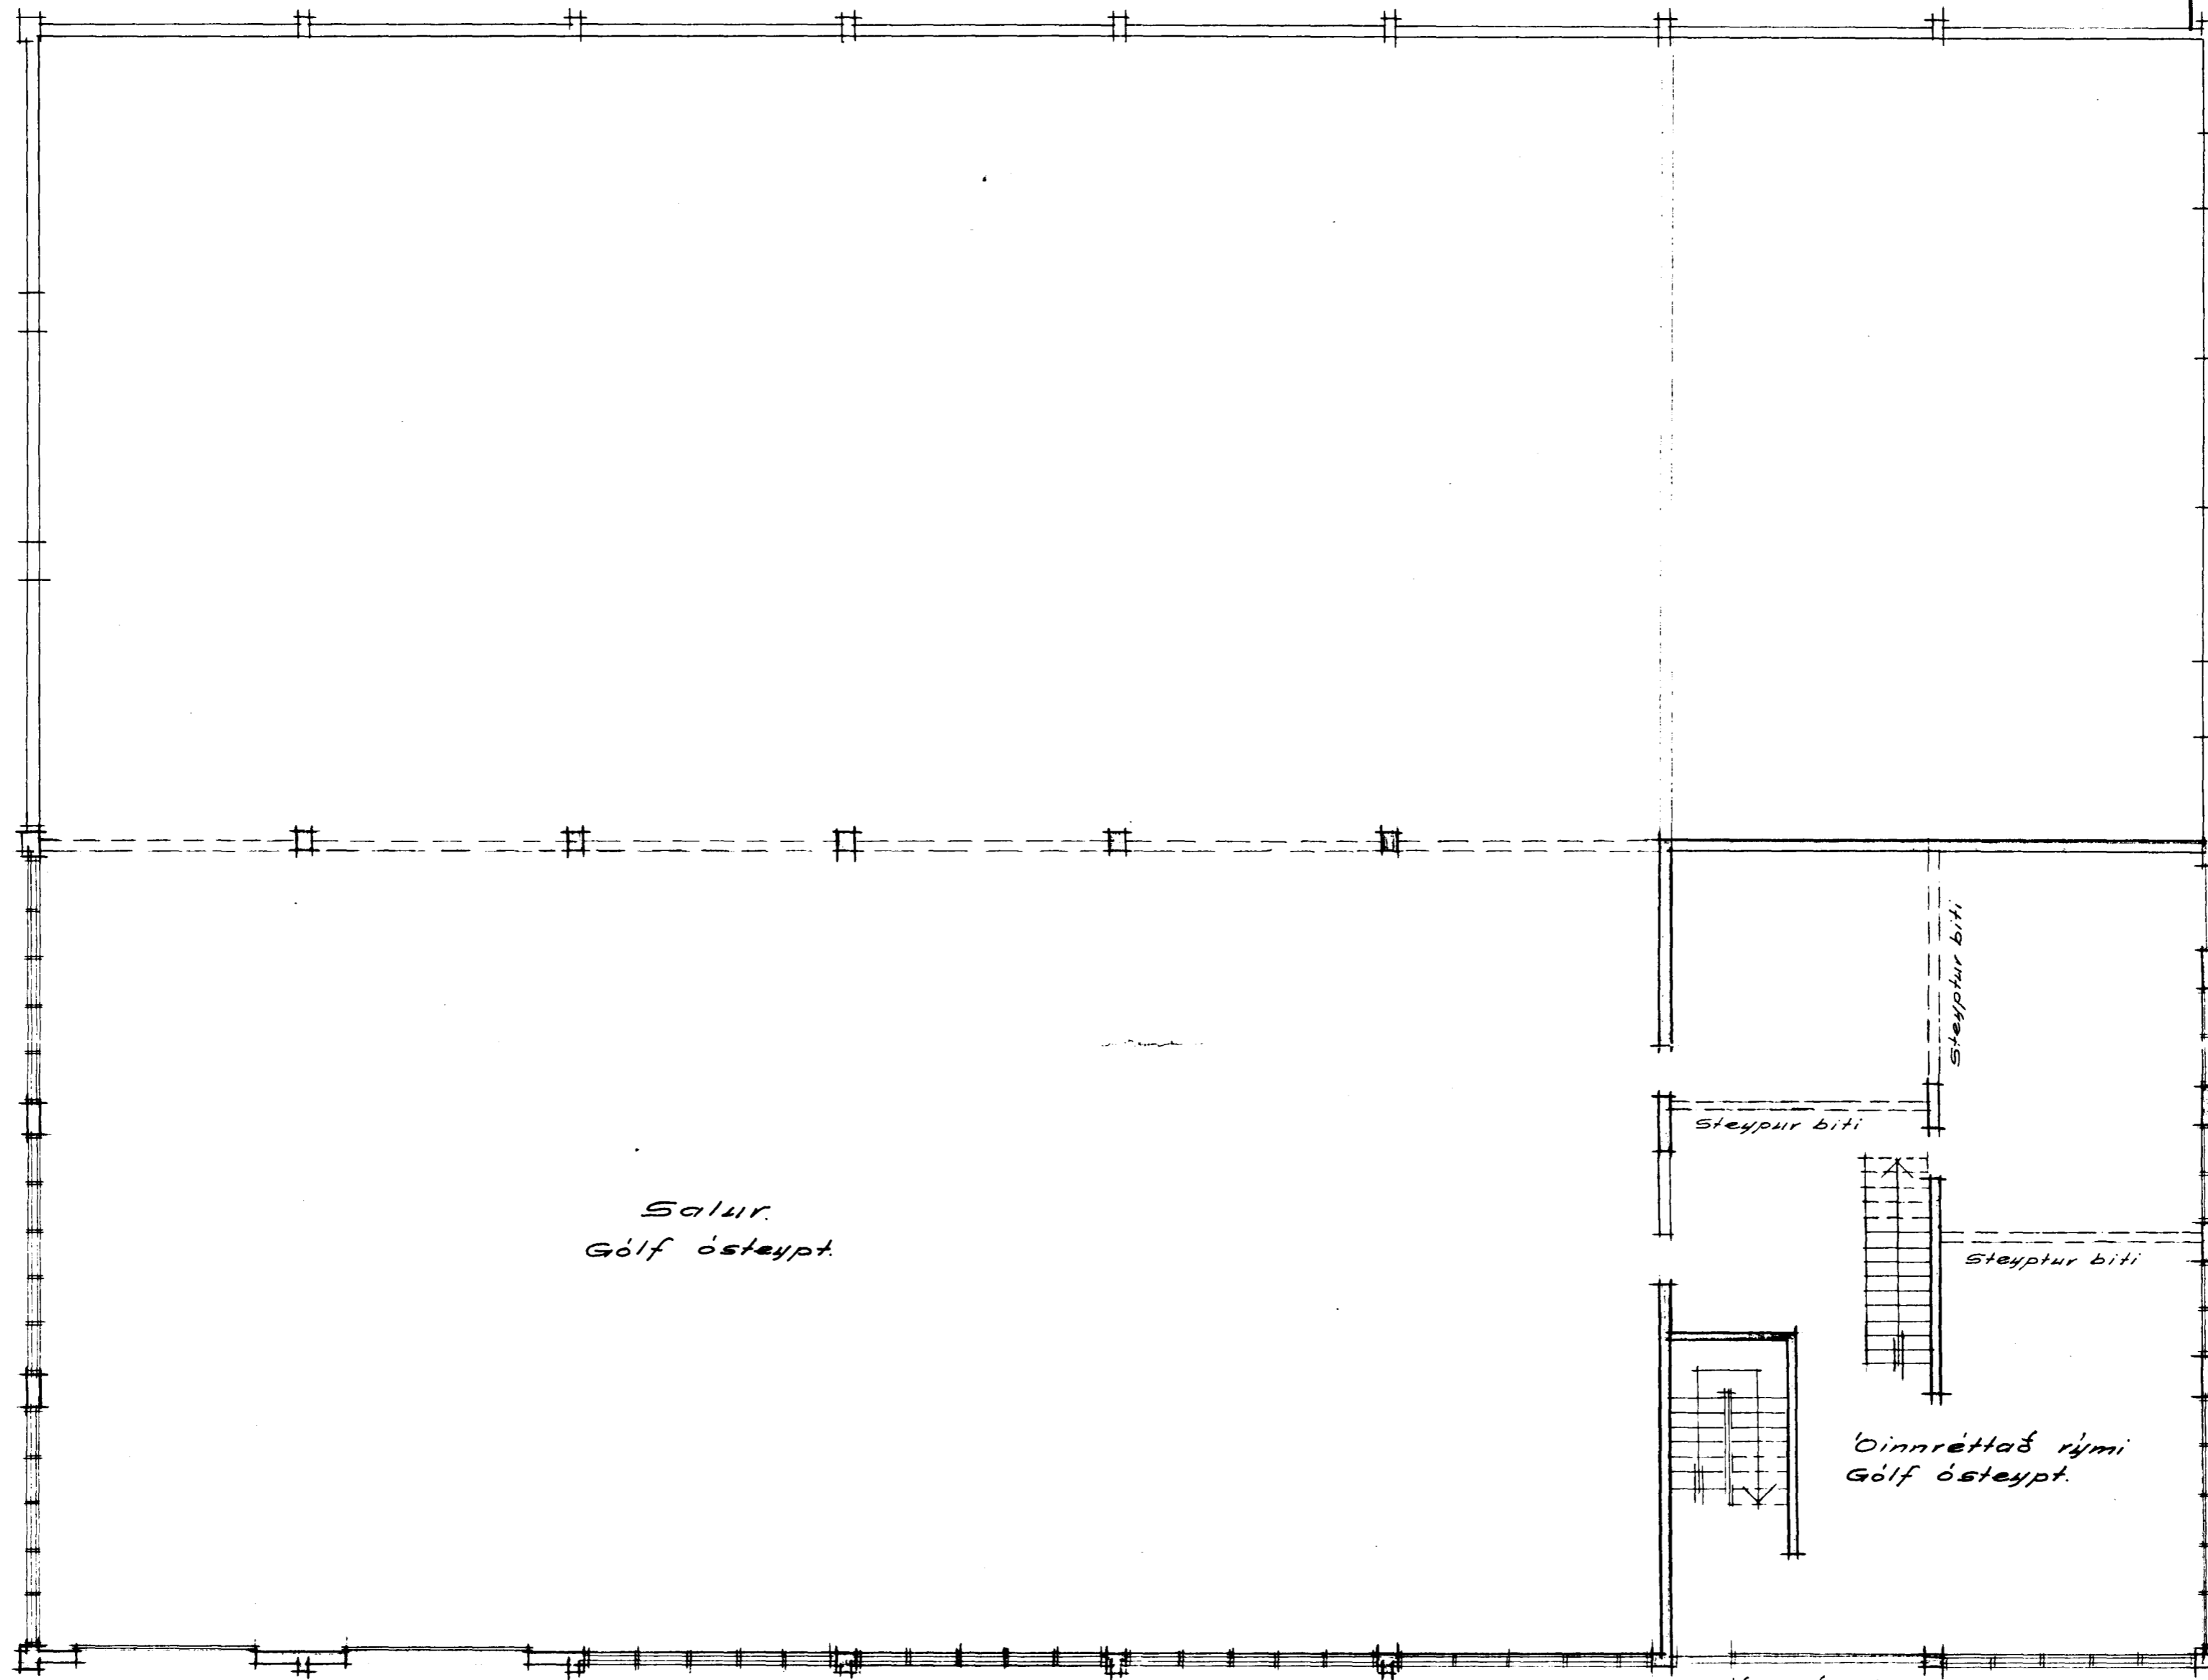 Steyptur biti
Steypur biti
Salur.
Gólf ósteypt.
Steyptur biti
Óinnréttað rými
Gólf ósteypt.